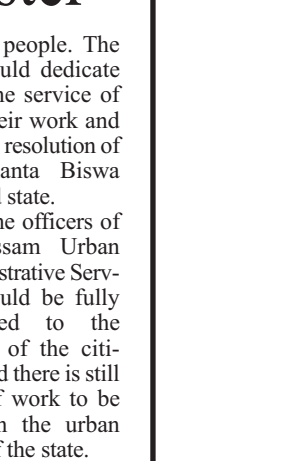 people. The
uld dedicate
ne service of
eir work and
resolution of
anta Biswa
l state.
ne officers of
ssam Urban
strative Serv-
uld be fully
ed to the
of the citi-
d there is still
f work to be
n the urban
f the state.